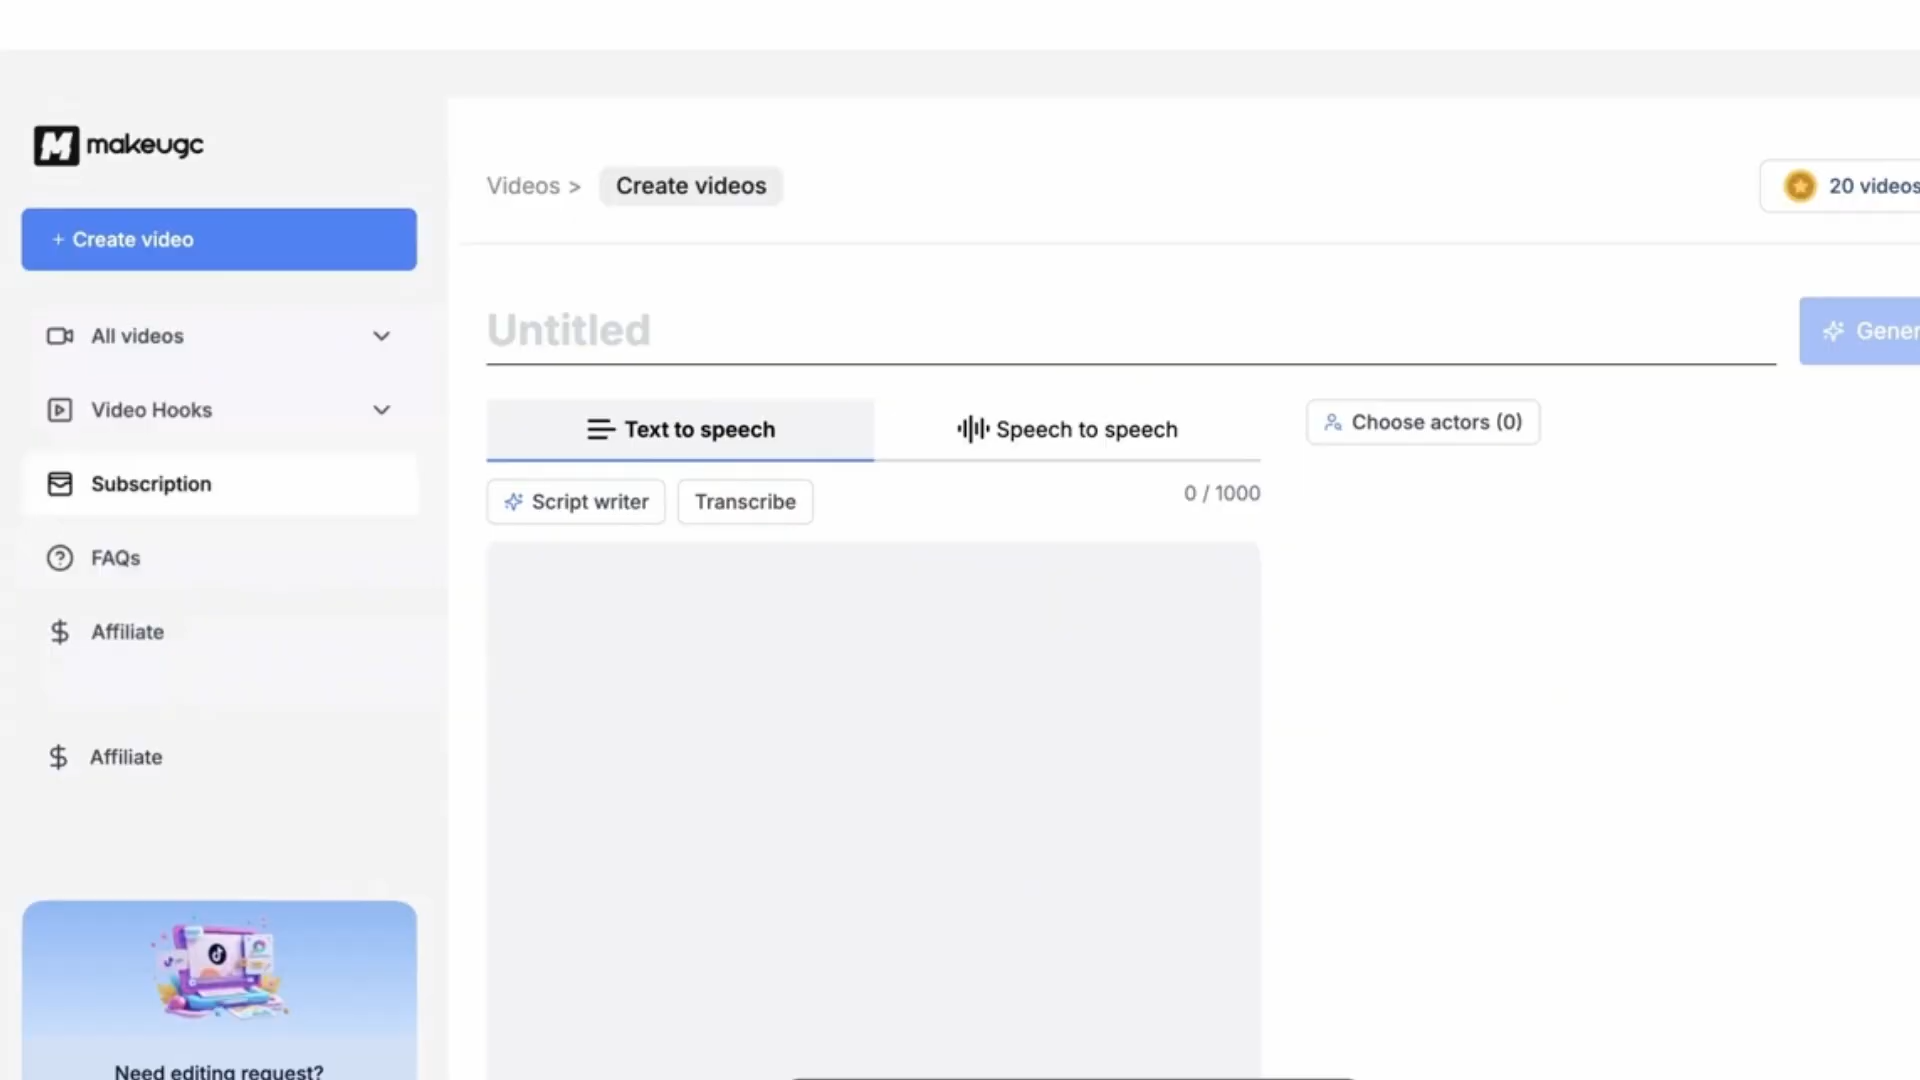 makeugc
Videos > Create videos
20 videos
+ Create video
All videos
Untitled
Gener
Video Hooks
Text to speech
Speech to speech
Choose actors (0)
Subscription
Script writer
Transcribe
0 / 1000
FAQs
Affiliate
Affiliate
Need editing request?